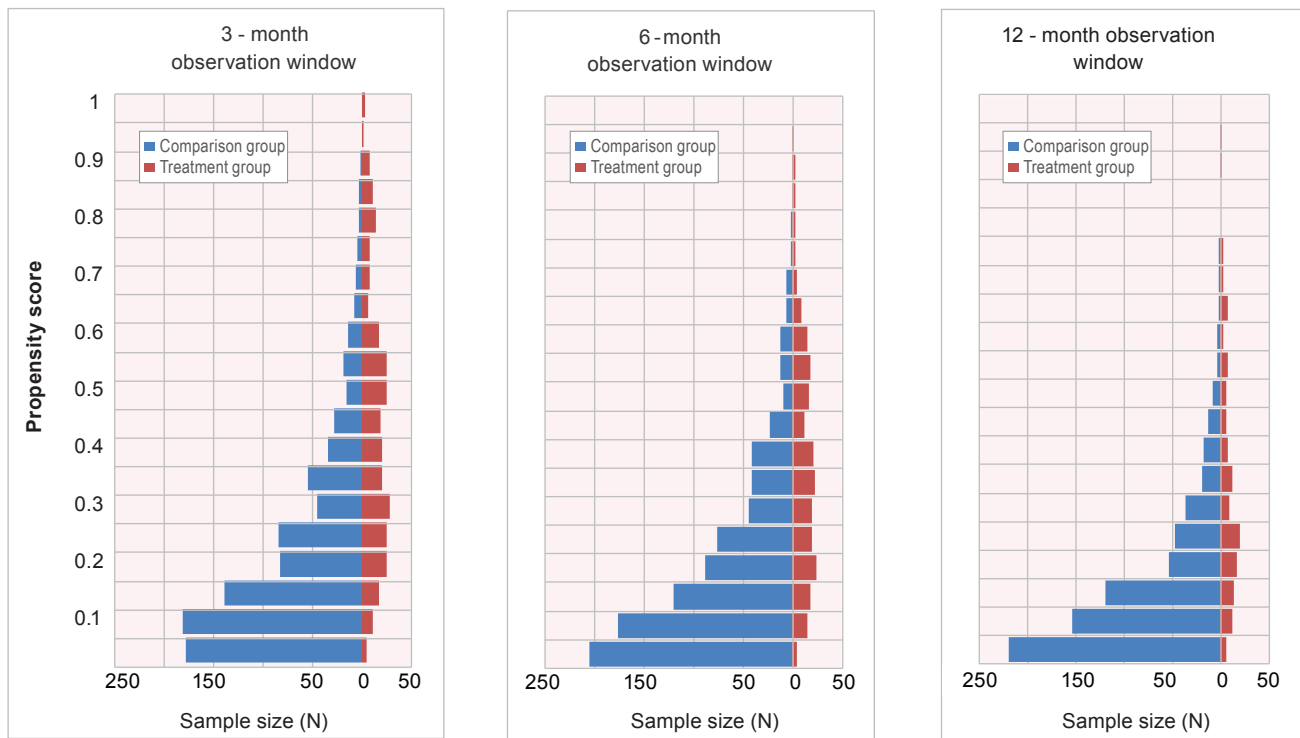 3 - month
observation window
1
0.9
0.8
0.7
0.6
0.5
0.4
0.3
0.2
0.1
Propensity score
Comparison group
Treatment group
250 150 50 0 50
Sample size (N)
6 - month
observation window
Comparison group
Treatment group
250 150 50 0 50
Sample size (N)
12 - month observation
window
Comparison group
Treatment group
250 150 50 0 50
Sample size (N)